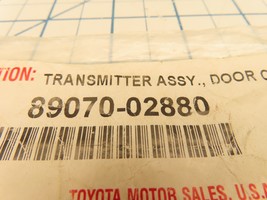 TION: TRANSMITTER ASSY., DOOR C
89070-02880
TOYOTA MOTOR SALES, U.S.A